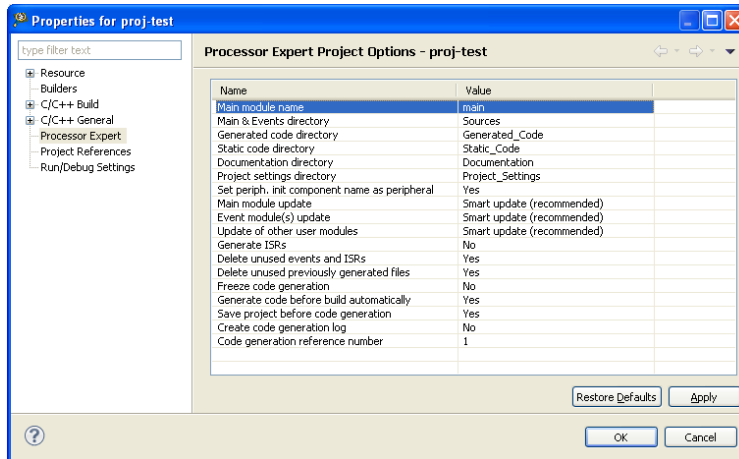 Properties for proj-test
type filter text
Processor Expert Project Options - proj-test
Resource
Builders
C/C++ Build
C/C++ General
Processor Expert
Project References
Run/Debug Settings
Name Value
Main module name main
Main & Events directory Sources
Generated code directory Generated_Code
Static code directory Static_Code
Documentation directory Documentation
Project settings directory Project_Settings
Set periph. init component name as peripheral Yes
Main module update Smart update (recommended)
Event module(s) update Smart update (recommended)
Update of other user modules Smart update (recommended)
Generate ISRs No
Delete unused events and ISRs Yes
Delete unused previously generated files Yes
Freeze code generation No
Generate code before build automatically Yes
Save project before code generation Yes
Create code generation log No
Code generation reference number 1
Restore Defaults Apply
OK Cancel